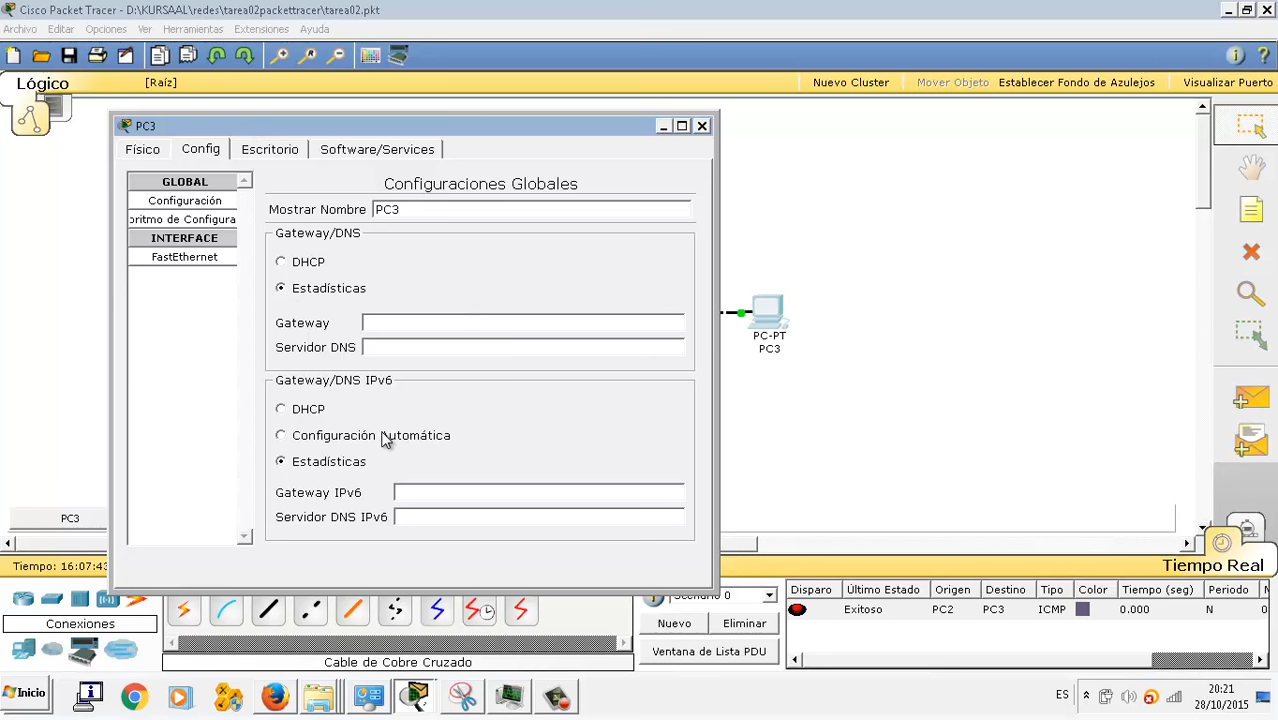 Cisco Packet Tracer - D:\KURSAAL\redes\tarea02packettracer\tarea02.pkt
Archivo Editar Opciones Ver Herramientas Extensiones Ayuda
Lógico [Raíz] Nuevo Cluster Mover Objeto Establecer Fondo de Azulejos Visualizar Puerto
PC3
Físico Config Escritorio Software/Services
GLOBAL
Configuración
oritmo de Configura
INTERFACE
FastEthernet
Configuraciones Globales
Mostrar Nombre PC3
Gateway/DNS
DHCP
Estadísticas
Gateway
Servidor DNS
Gateway/DNS IPv6
DHCP
Configuración Automática
Estadísticas
Gateway IPv6
Servidor DNS IPv6
PC-PT
PC3
PC3
Tiempo: 16:07:43
Tiempo Real
Conexiones
Cable de Cobre Cruzado
Nuevo Eliminar
Ventana de Lista PDU
Disparo Último Estado Origen Destino Tipo Color Tiempo (seg) Periodo N
Exitoso PC2 PC3 ICMP 0.000 N 0
Inicio
ES
20:21
28/10/2015